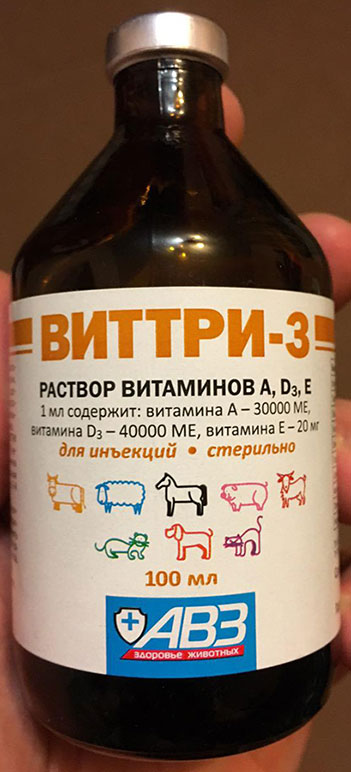 ВИТТРИ-3
РАСТВОР ВИТАМИНОВ А, D₃, Е
1 мл содержит: витамина А – 30000 МЕ,
витамина D₃ – 40000 МЕ, витамина Е – 20 мг
для инъекций • стерильно
100 мл
АВЗ
здоровье животных